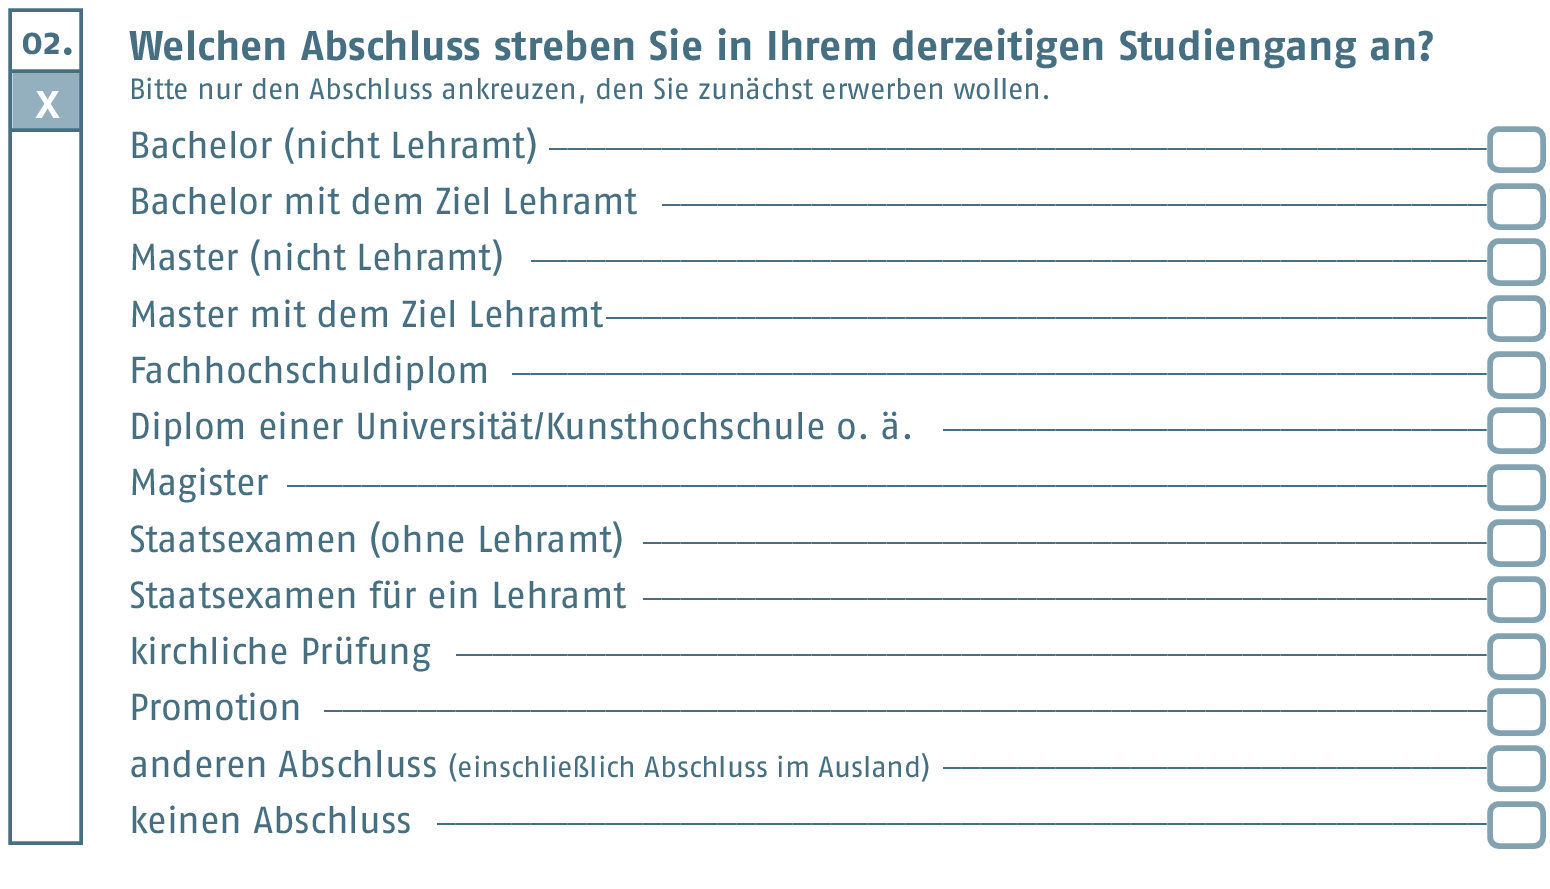 02.
X
Welchen Abschluss streben Sie in Ihrem derzeitigen Studiengang an?
Bitte nur den Abschluss ankreuzen, den Sie zunächst erwerben wollen.
Bachelor (nicht Lehramt)
Bachelor mit dem Ziel Lehramt
Master (nicht Lehramt)
Master mit dem Ziel Lehramt
Fachhochschuldiplom
Diplom einer Universität/Kunsthochschule o. ä.
Magister
Staatsexamen (ohne Lehramt)
Staatsexamen für ein Lehramt
kirchliche Prüfung
Promotion
anderen Abschluss (einschließlich Abschluss im Ausland)
keinen Abschluss